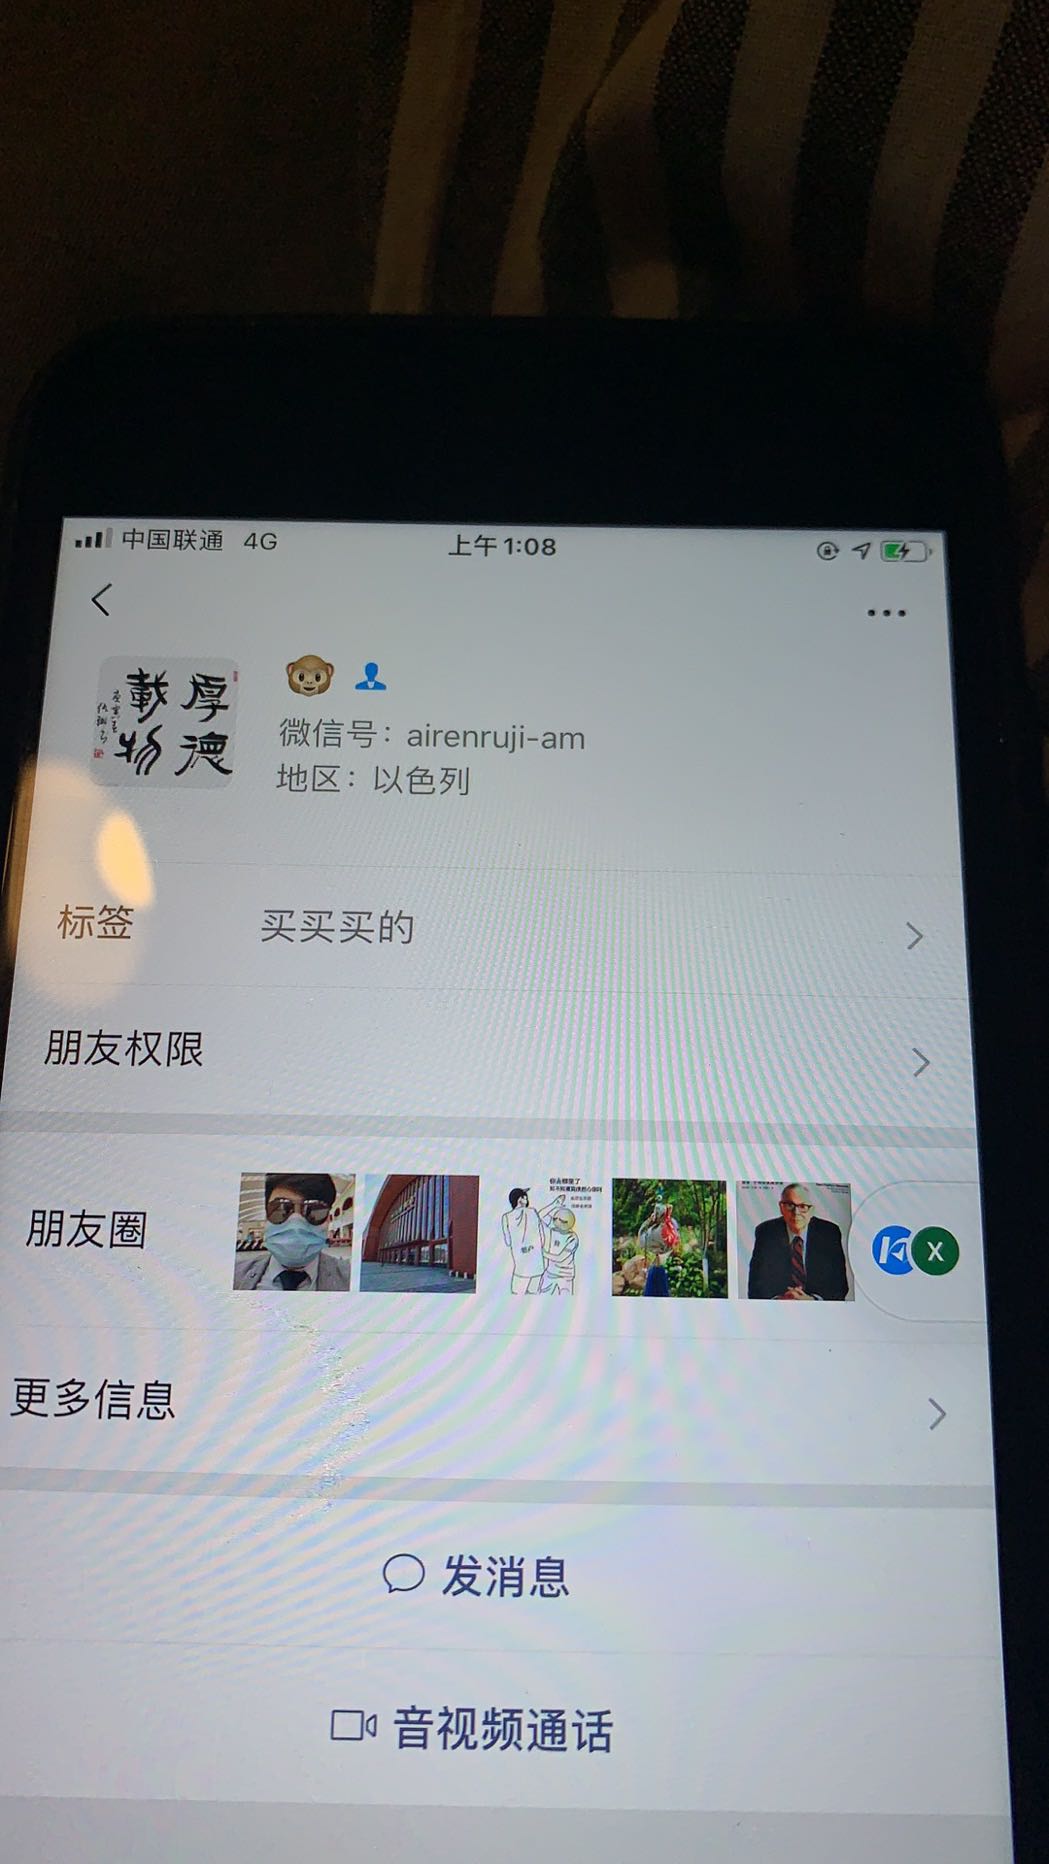 中国联通 4G 上午1:08
厚德
载物
微信号：airenruji-am
地区：以色列
标签 买买买的
朋友权限
朋友圈
X
更多信息
发消息
音视频通话